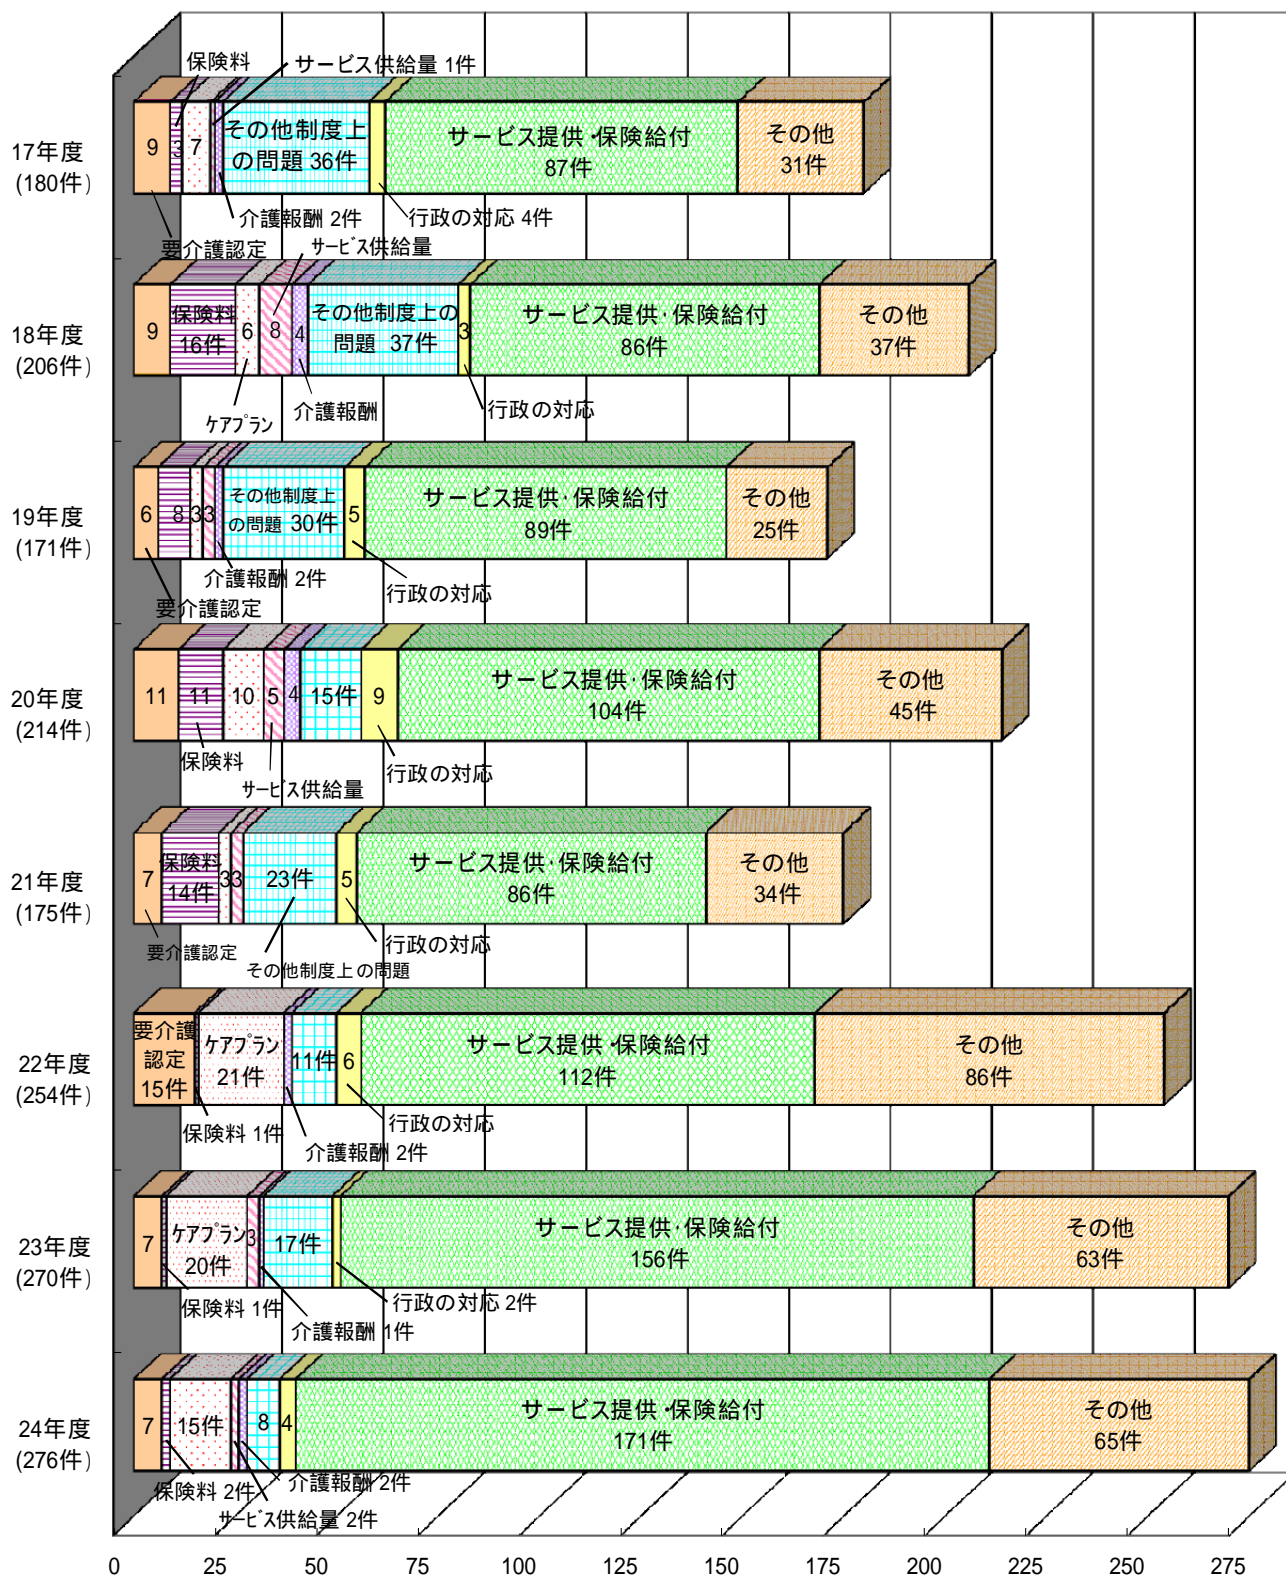 保険料
サービス供給量 1件
17年度
(180件)
9
3
7
その他制度上
の問題 36件
サービス提供・保険給付
87件
その他
31件
介護報酬 2件
行政の対応 4件
要介護認定
サービス供給量
18年度
(206件)
9
保険料
16件
6
8
4
その他制度上の
問題 37件
3
サービス提供・保険給付
86件
その他
37件
ケアプラン
介護報酬
行政の対応
19年度
(171件)
6
8
3
3
その他制度上
の問題 30件
5
サービス提供・保険給付
89件
その他
25件
介護報酬 2件
行政の対応
要介護認定
20年度
(214件)
11
11
10
5
4
15件
9
サービス提供・保険給付
104件
その他
45件
保険料
サービス供給量
行政の対応
21年度
(175件)
7
保険料
14件
3
3
23件
5
サービス提供・保険給付
86件
その他
34件
要介護認定
その他制度上の問題
行政の対応
22年度
(254件)
要介護
認定
15件
ケアプラン
21件
11件
6
サービス提供・保険給付
112件
その他
86件
保険料 1件
介護報酬 2件
行政の対応
23年度
(270件)
7
ケアプラン
20件
3
17件
サービス提供・保険給付
156件
その他
63件
保険料 1件
介護報酬 1件
行政の対応 2件
24年度
(276件)
7
15件
8
4
サービス提供・保険給付
171件
その他
65件
保険料 2件
介護報酬 2件
サービス供給量 2件
0 25 50 75 100 125 150 175 200 225 250 275